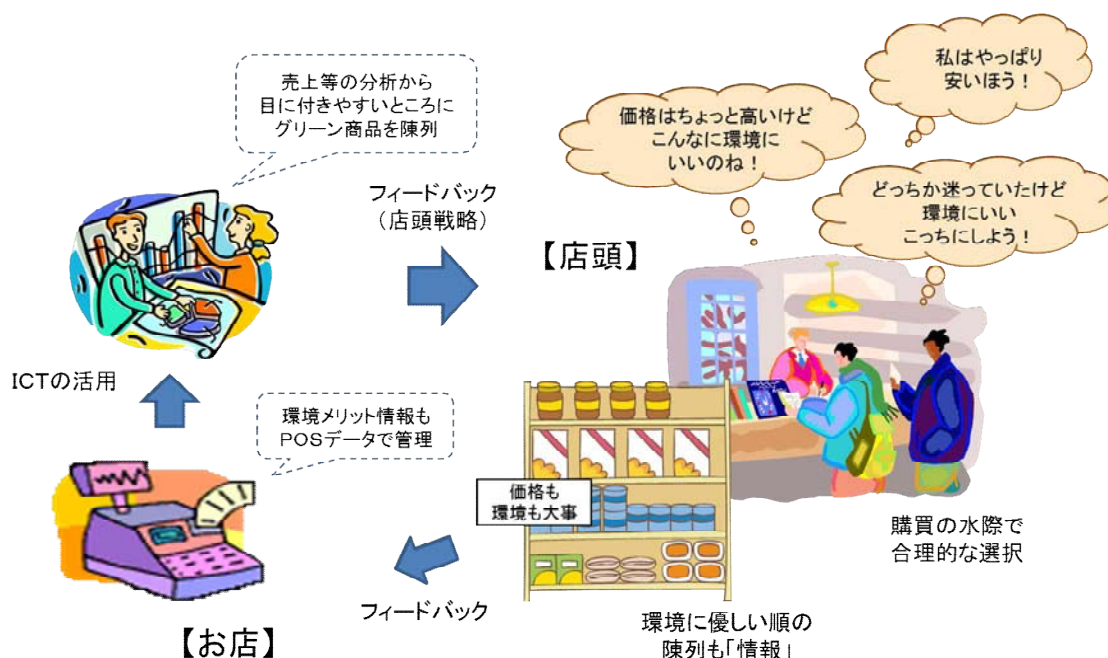 売上等の分析から
目に付きやすいところに
グリーン商品を陳列
私はやっぱり
安いほう！
価格はちょっと高いけど
こんなに環境に
いいのね！
どっちか迷っていたけど
環境にいい
こっちにしよう！
フィードバック
（店頭戦略）
【店頭】
ICTの活用
環境メリット情報も
POSデータで管理
価格も
環境も大事
購買の水際で
合理的な選択
フィードバック
【お店】
環境に優しい順の
陳列も「情報」